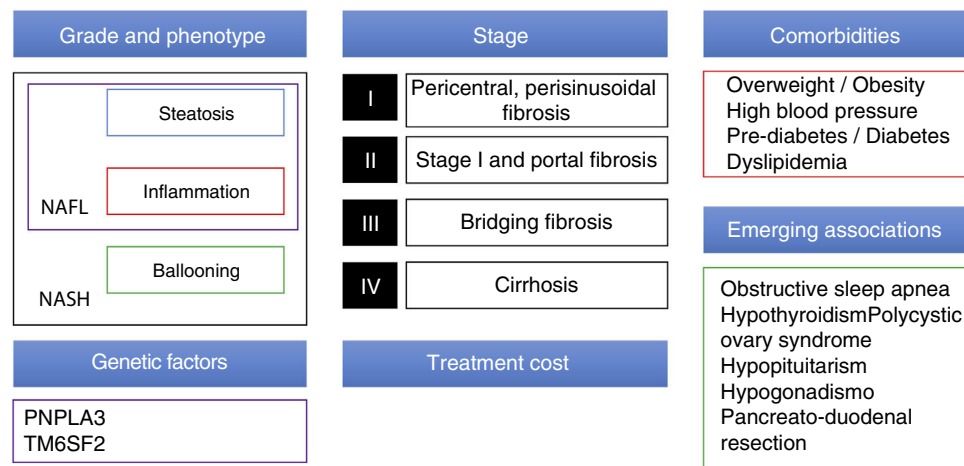 Grade and phenotype
Steatosis
Inflammation
NAFL
Ballooning
NASH
Genetic factors
PNPLA3
TM6SF2
Stage
I
Pericentral, perisinusoidal
fibrosis
II
Stage I and portal fibrosis
III
Bridging fibrosis
IV
Cirrhosis
Treatment cost
Comorbidities
Overweight / Obesity
High blood pressure
Pre-diabetes / Diabetes
Dyslipidemia
Emerging associations
Obstructive sleep apnea
HypothyroidismPolycystic
ovary syndrome
Hypopituitarism
Hypogonadismo
Pancreato-duodenal
resection